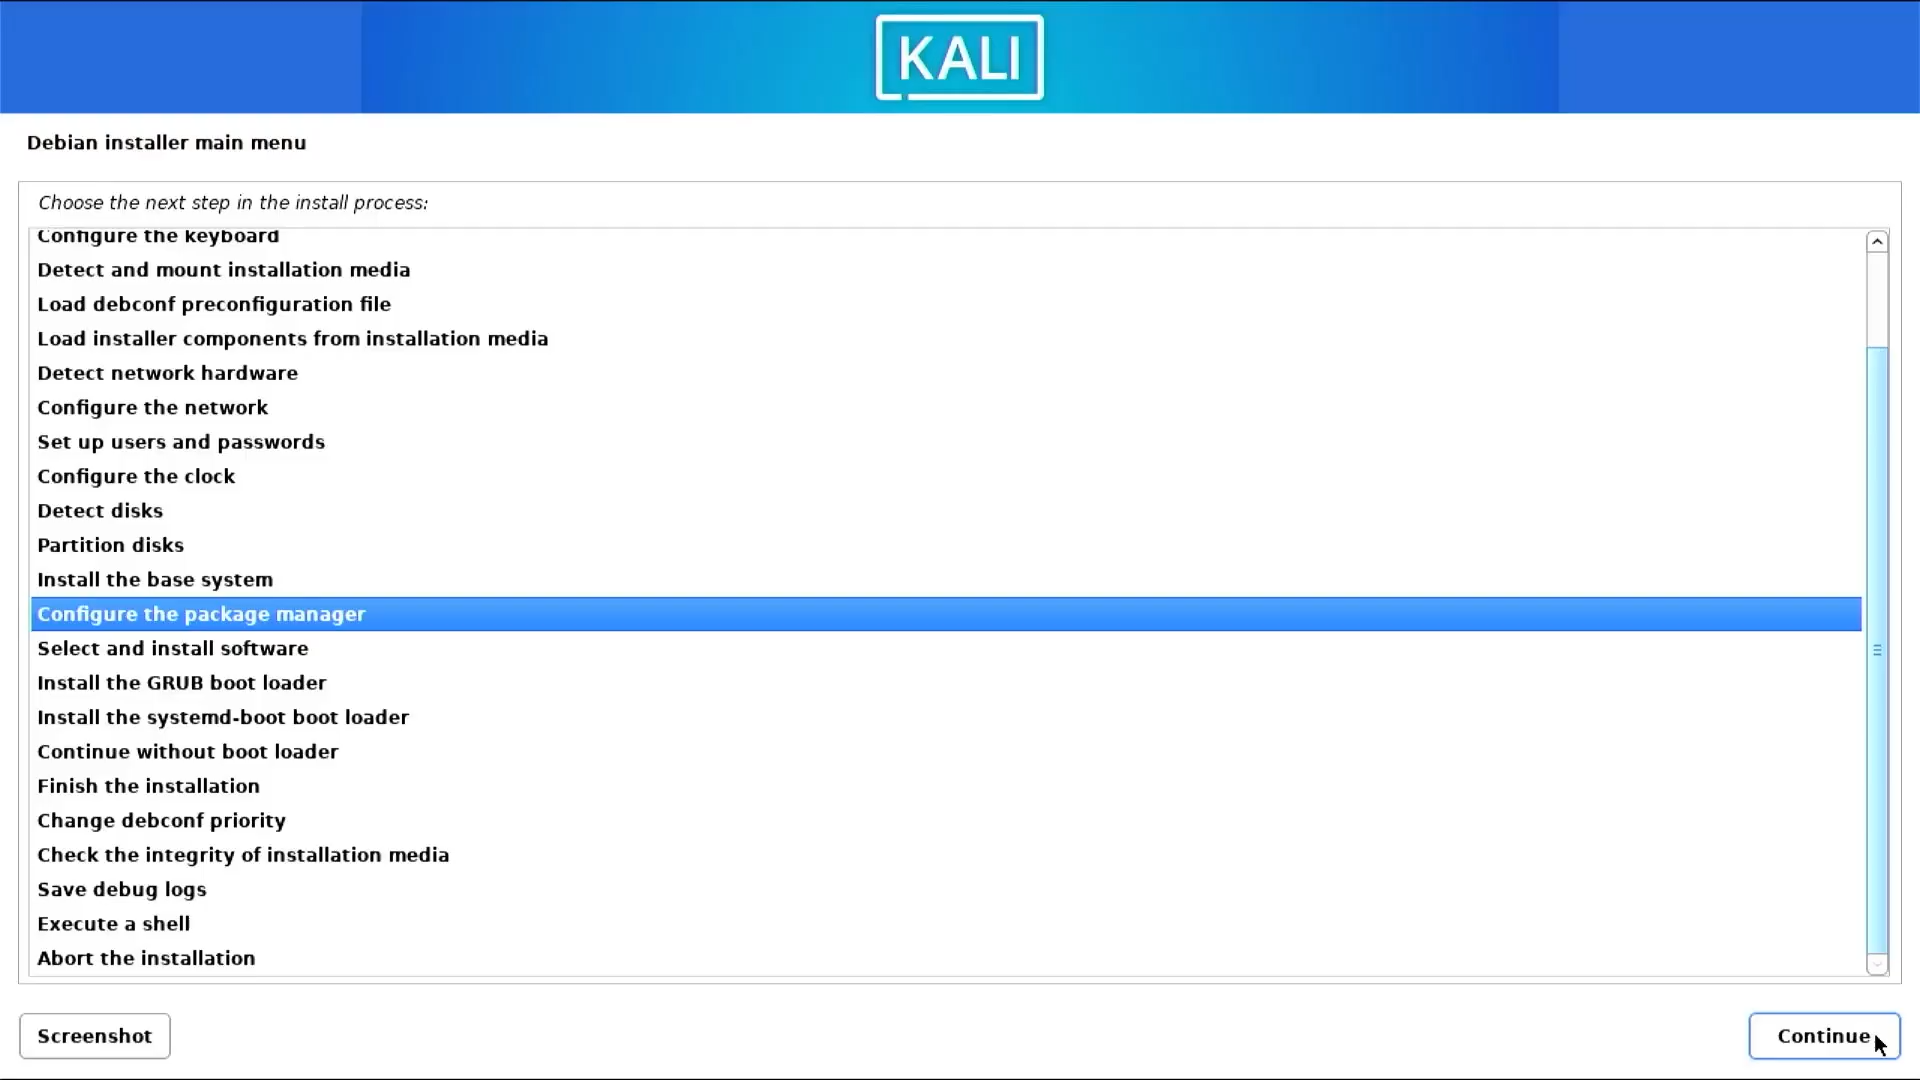 KALI
Debian installer main menu
Choose the next step in the install process:
Configure the keyboard
Detect and mount installation media
Load debconf preconfiguration file
Load installer components from installation media
Detect network hardware
Configure the network
Set up users and passwords
Configure the clock
Detect disks
Partition disks
Install the base system
Configure the package manager
Select and install software
Install the GRUB boot loader
Install the systemd-boot boot loader
Continue without boot loader
Finish the installation
Change debconf priority
Check the integrity of installation media
Save debug logs
Execute a shell
Abort the installation
Screenshot
Continue